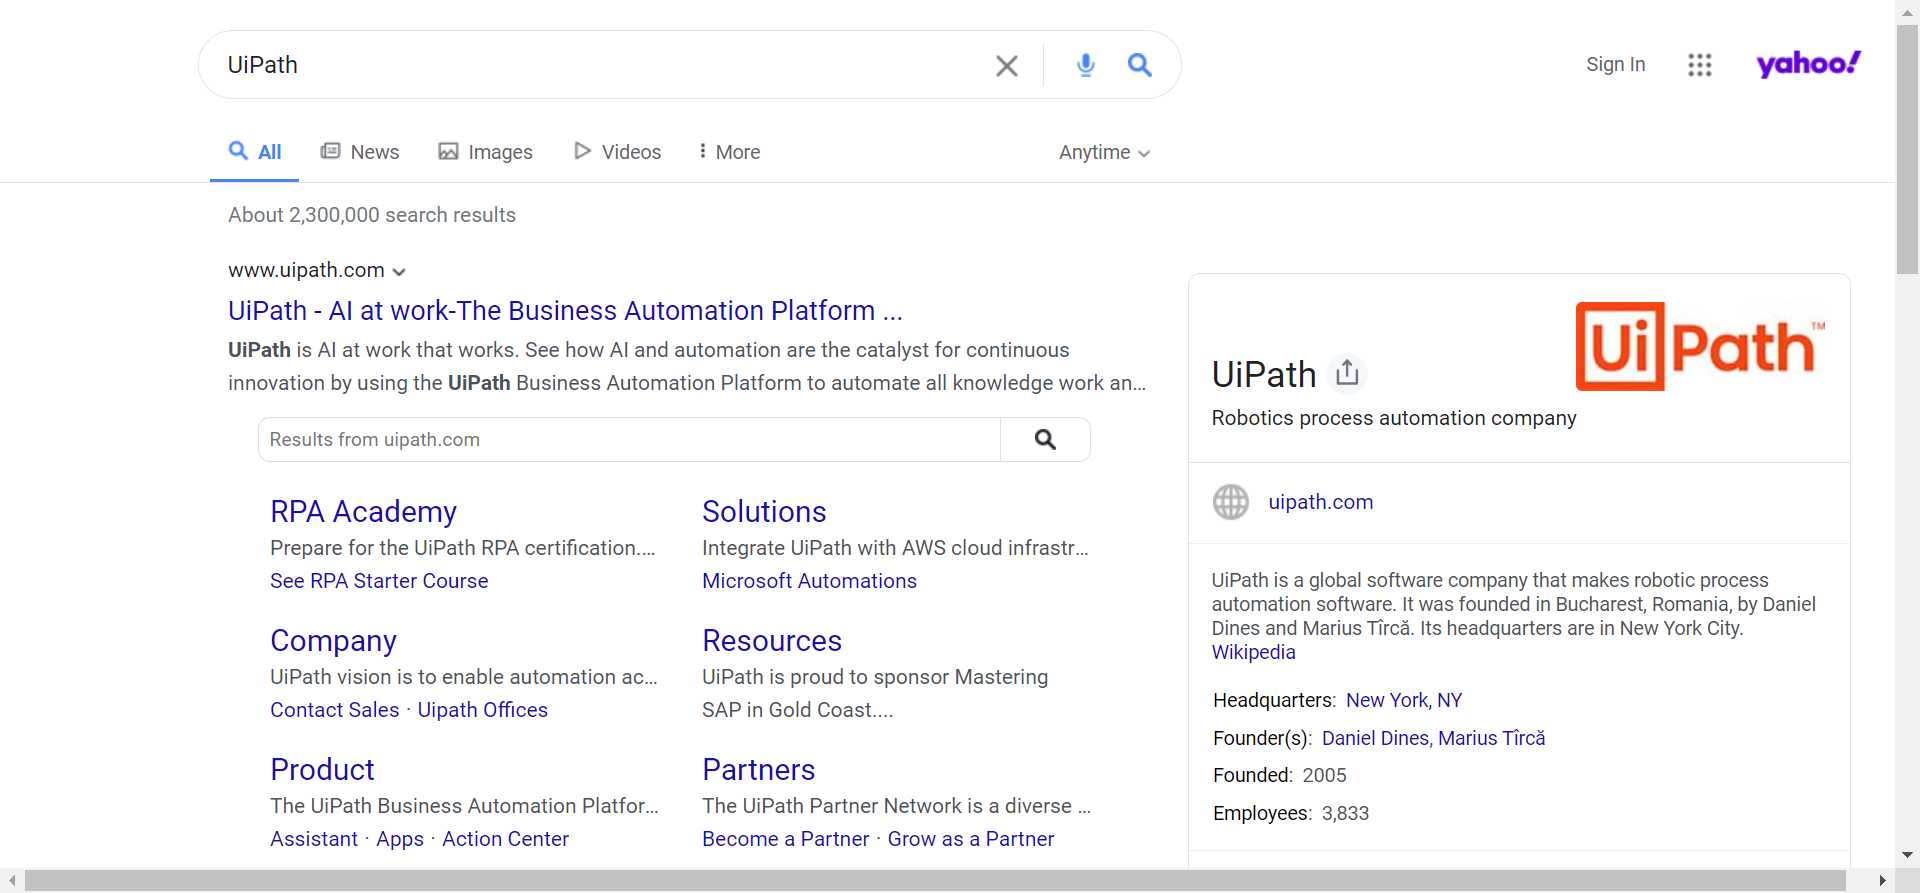 UiPath
Sign In
yahoo!
All
News
Images
Videos
More
Anytime
About 2,300,000 search results
www.uipath.com
UiPath - AI at work-The Business Automation Platform ...
UiPath is AI at work that works. See how AI and automation are the catalyst for continuous
innovation by using the UiPath Business Automation Platform to automate all knowledge work an...
Results from uipath.com
RPA Academy
Prepare for the UiPath RPA certification....
See RPA Starter Course
Solutions
Integrate UiPath with AWS cloud infrastr...
Microsoft Automations
Company
UiPath vision is to enable automation ac...
Contact Sales · Uipath Offices
Resources
UiPath is proud to sponsor Mastering
SAP in Gold Coast....
Product
The UiPath Business Automation Platfor...
Assistant · Apps · Action Center
Partners
The UiPath Partner Network is a diverse ...
Become a Partner · Grow as a Partner
UiPath
UiPath™
Robotics process automation company
uipath.com
UiPath is a global software company that makes robotic process
automation software. It was founded in Bucharest, Romania, by Daniel
Dines and Marius Tîrcă. Its headquarters are in New York City.
Wikipedia
Headquarters: New York, NY
Founder(s): Daniel Dines, Marius Tîrcă
Founded: 2005
Employees: 3,833